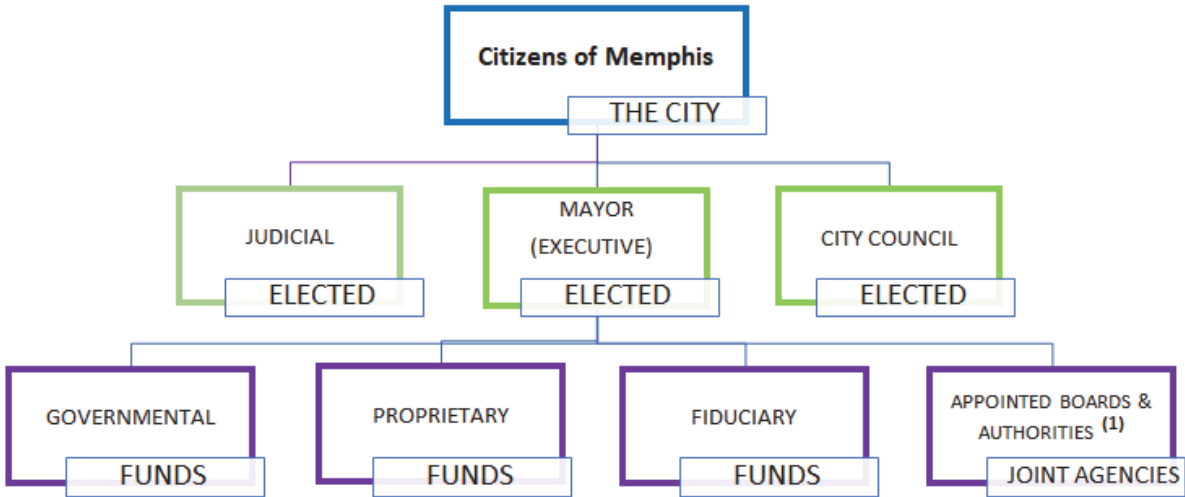 Citizens of Memphis
THE CITY
JUDICIAL
ELECTED
MAYOR
(EXECUTIVE)
ELECTED
CITY COUNCIL
ELECTED
GOVERNMENTAL
FUNDS
PROPRIETARY
FUNDS
FIDUCIARY
FUNDS
APPOINTED BOARDS &
AUTHORITIES (1)
JOINT AGENCIES